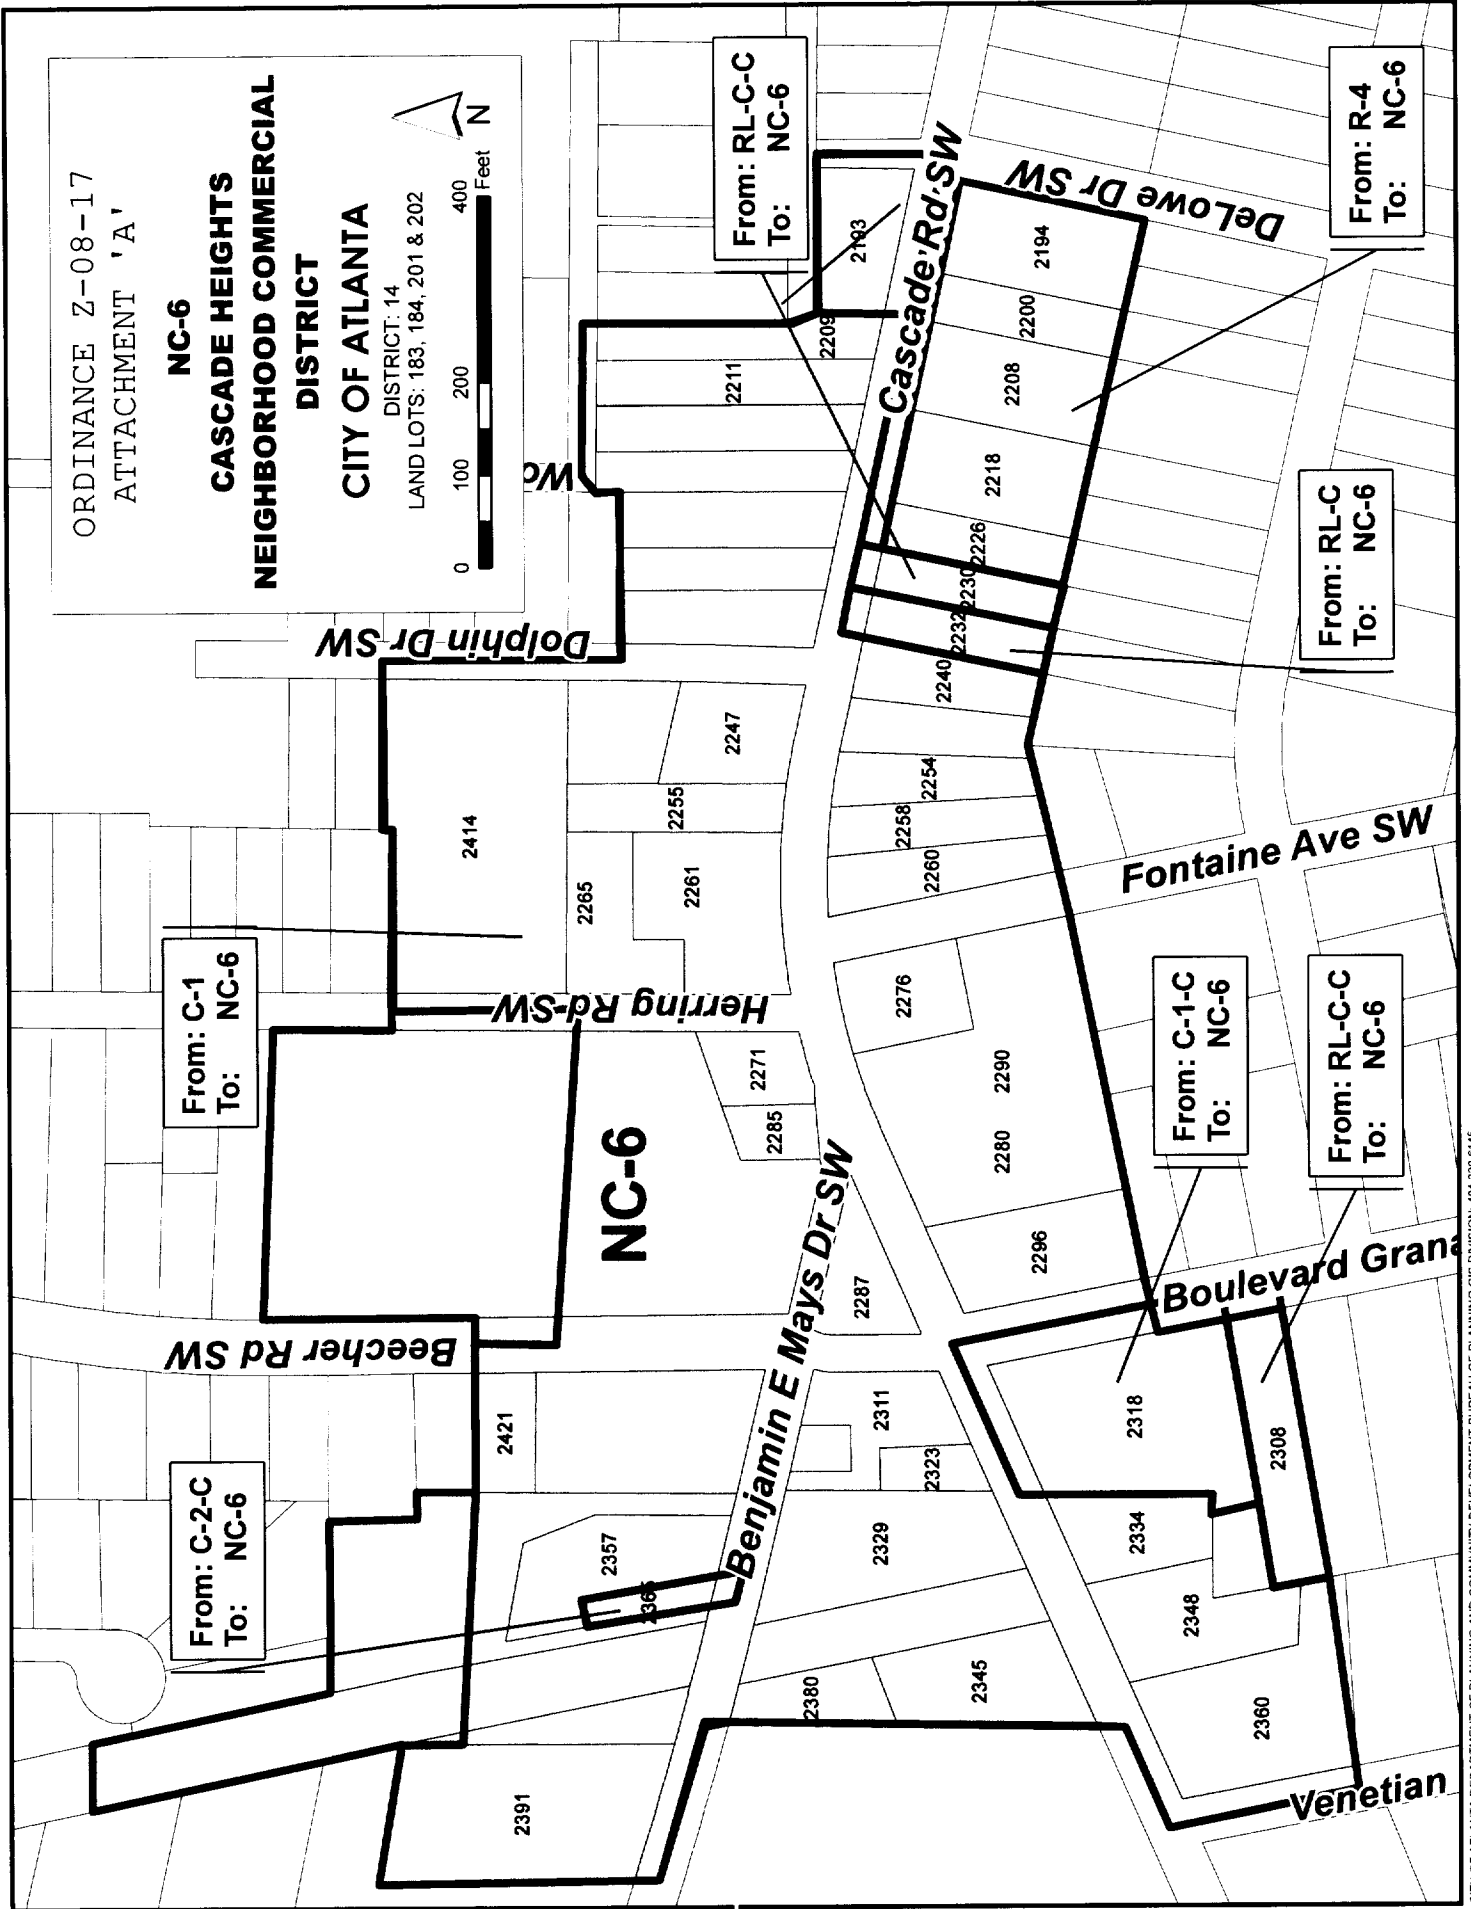 ORDINANCE Z-08-17
ATTACHMENT 'A'
NC-6
CASCADE HEIGHTS
NEIGHBORHOOD COMMERCIAL
DISTRICT
CITY OF ATLANTA
DISTRICT: 14
LAND LOTS: 183, 184, 201 & 202
0 100 200 400
Feet
N
From: C-2-C
To: NC-6
From: C-1
To: NC-6
From: RL-C-C
To: NC-6
Beecher Rd SW
Dolphin Dr SW
Wo
Herring Rd SW
NC-6
Benjamin E Mays Dr SW
Cascade Rd SW
DeLowe Dr SW
Fontaine Ave SW
Boulevard Grana
Venetian
2391
2421
2357
2414
2265
2255
2247
2261
2211
2209
2193
2271
2285
2287
2380
2345
2329
2311
2323
2276
2290
2280
2296
2260
2258
2254
2240
2232
2230
2226
2218
2208
2200
2194
2360
2348
2334
2318
2308
From: C-1-C
To: NC-6
From: RL-C-C
To: NC-6
From: RL-C
To: NC-6
From: R-4
To: NC-6